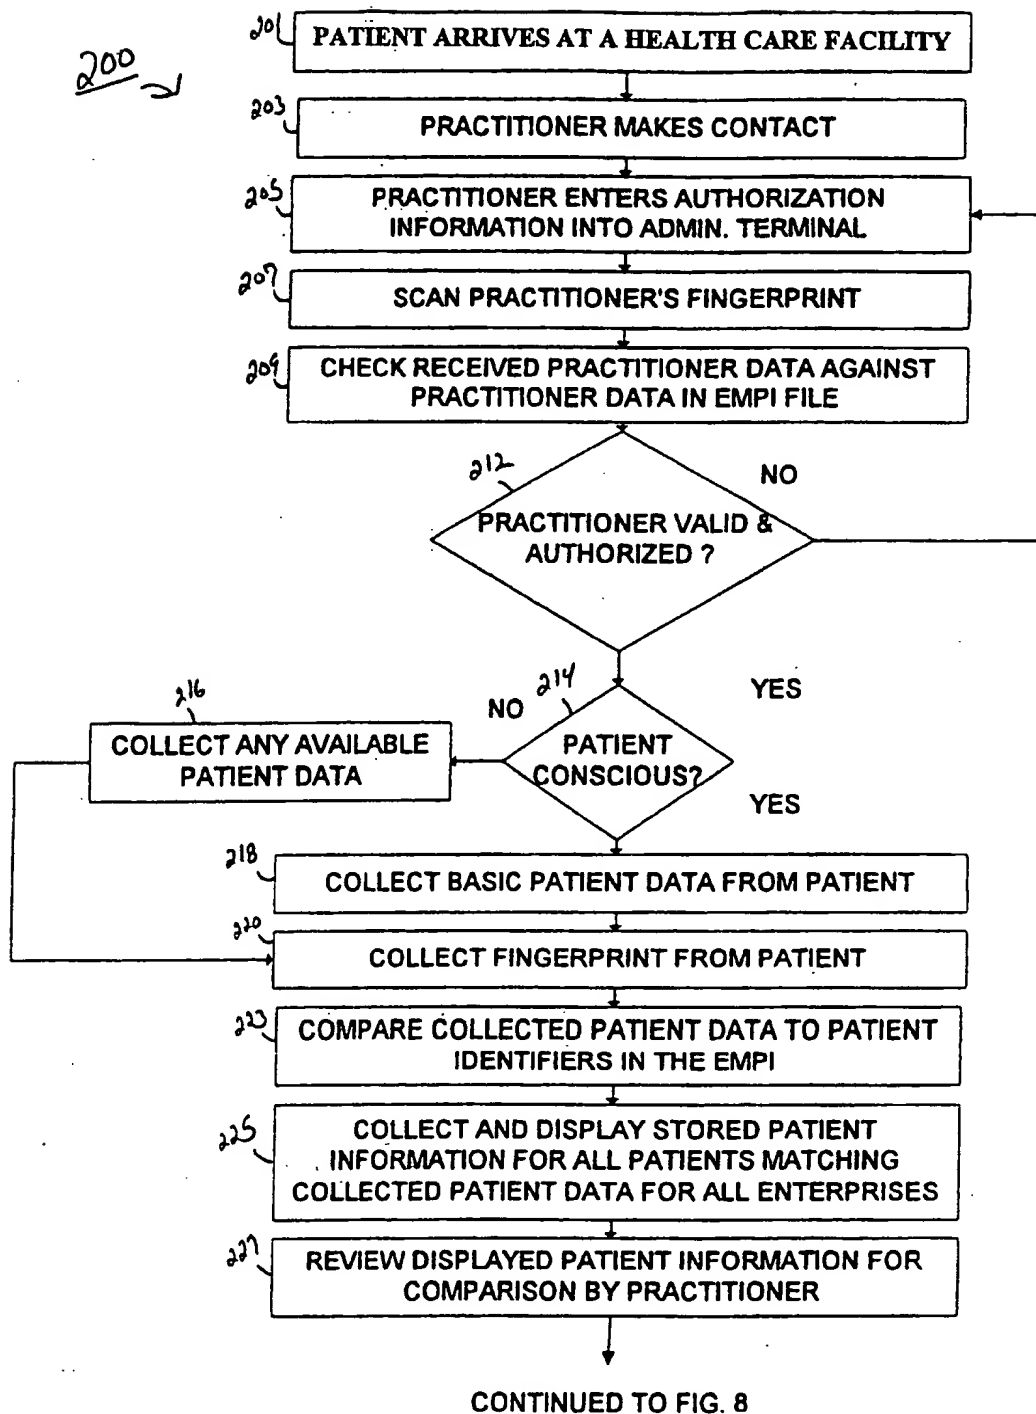 200
201
PATIENT ARRIVES AT A HEALTH CARE FACILITY
203
PRACTITIONER MAKES CONTACT
205
PRACTITIONER ENTERS AUTHORIZATION
INFORMATION INTO ADMIN. TERMINAL
207
SCAN PRACTITIONER'S FINGERPRINT
209
CHECK RECEIVED PRACTITIONER DATA AGAINST
PRACTITIONER DATA IN EMPI FILE
212
NO
PRACTITIONER VALID &
AUTHORIZED ?
214
YES
216
NO
COLLECT ANY AVAILABLE
PATIENT DATA
PATIENT
CONSCIOUS?
YES
218
COLLECT BASIC PATIENT DATA FROM PATIENT
220
COLLECT FINGERPRINT FROM PATIENT
223
COMPARE COLLECTED PATIENT DATA TO PATIENT
IDENTIFIERS IN THE EMPI
225
COLLECT AND DISPLAY STORED PATIENT
INFORMATION FOR ALL PATIENTS MATCHING
COLLECTED PATIENT DATA FOR ALL ENTERPRISES
227
REVIEW DISPLAYED PATIENT INFORMATION FOR
COMPARISON BY PRACTITIONER
CONTINUED TO FIG. 8